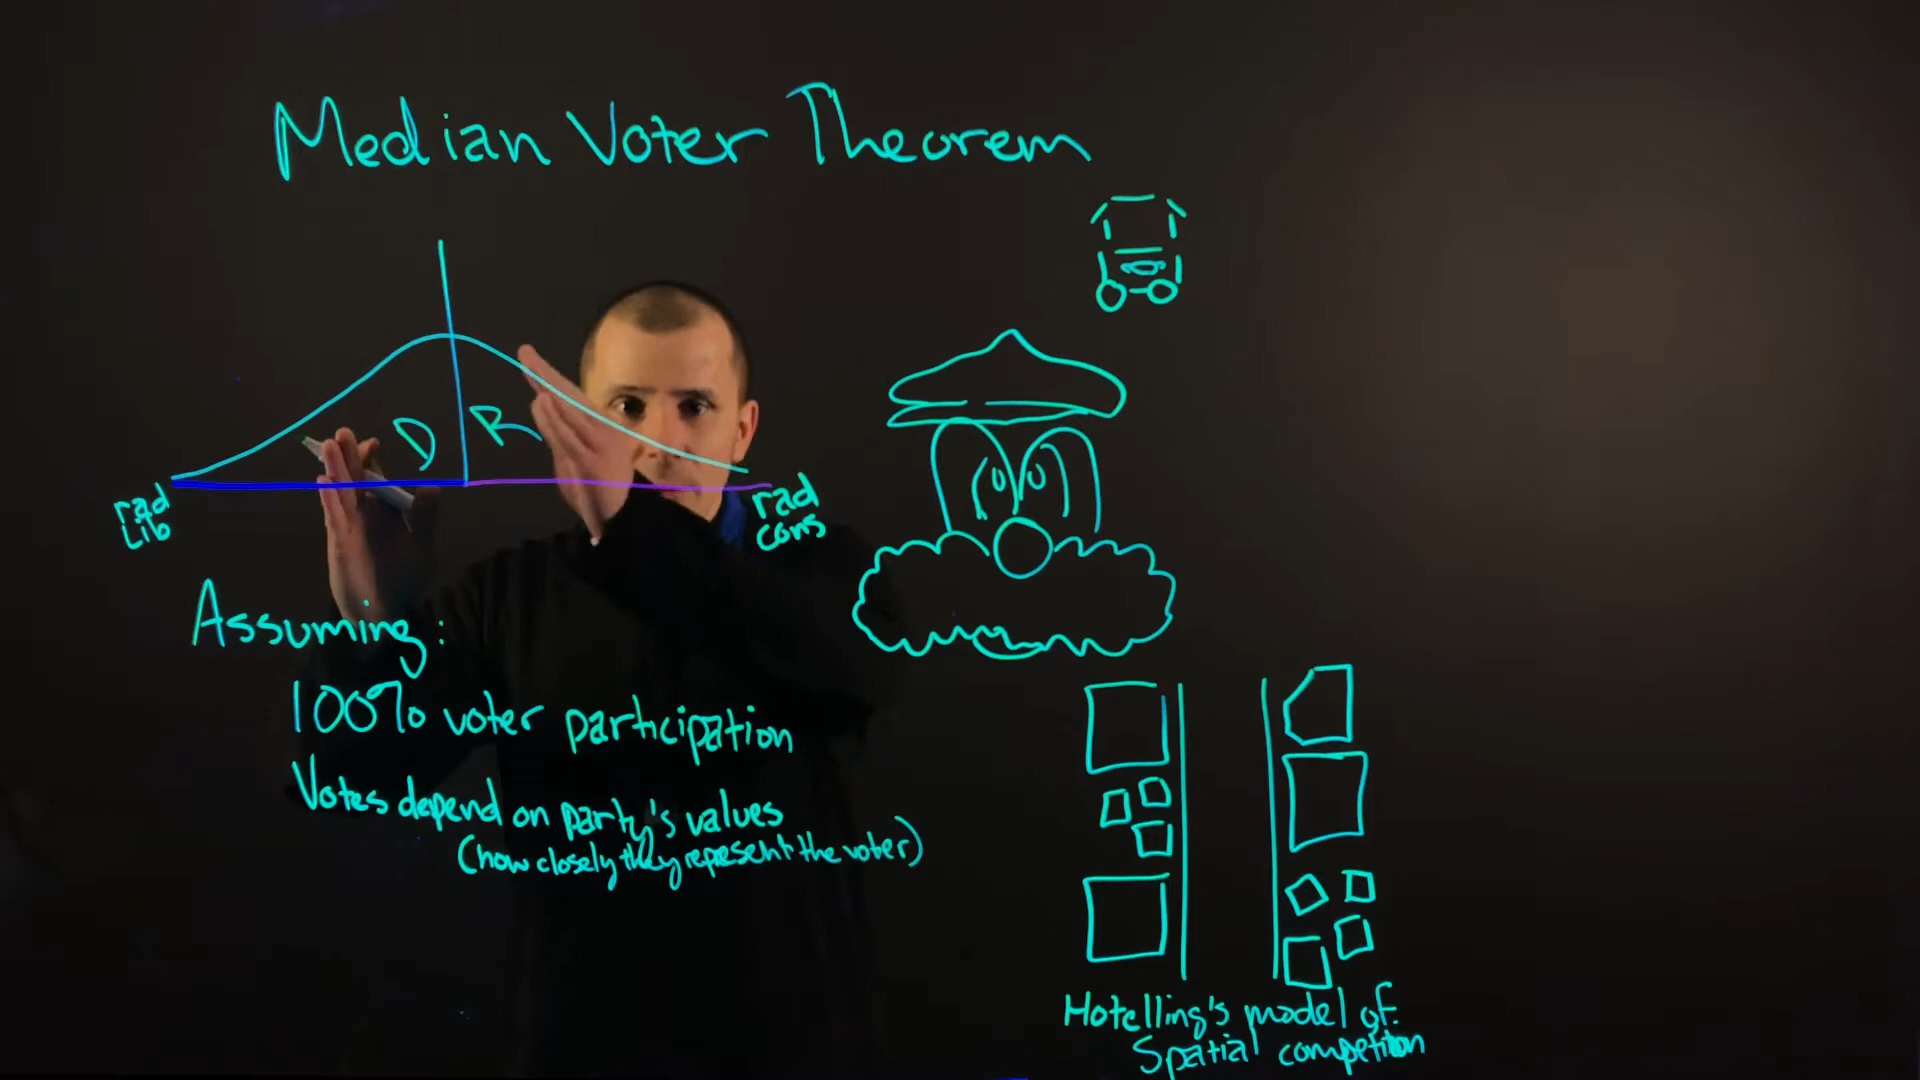 Median Voter Theorem
D R
rad
Lib
rad
cons
Assuming:
100% voter participation
Votes depend on party's values
(how closely they represent the voter)
Hotelling's model of
Spatial competition